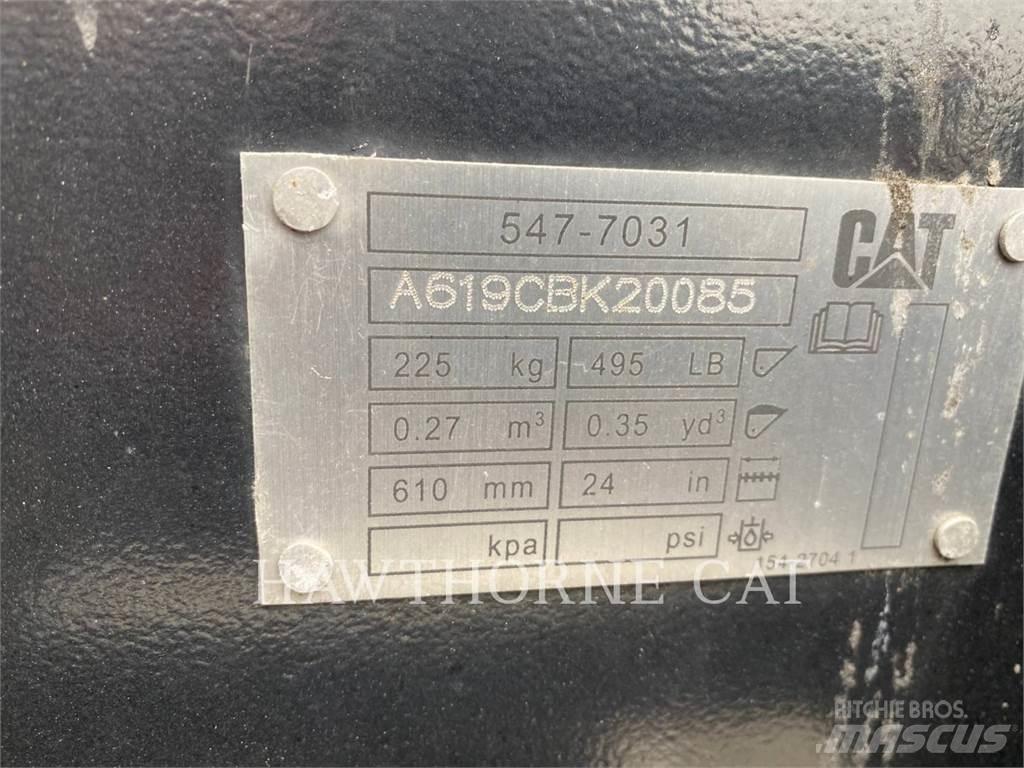 547-7031
CAT
A619CBK20085
225 kg 495 LB
0.27 m³ 0.35 yd³
610 mm 24 in
kpa psi
154-2704 1
HAWTHORNE CAT
RITCHIE BROS.
MASCUS